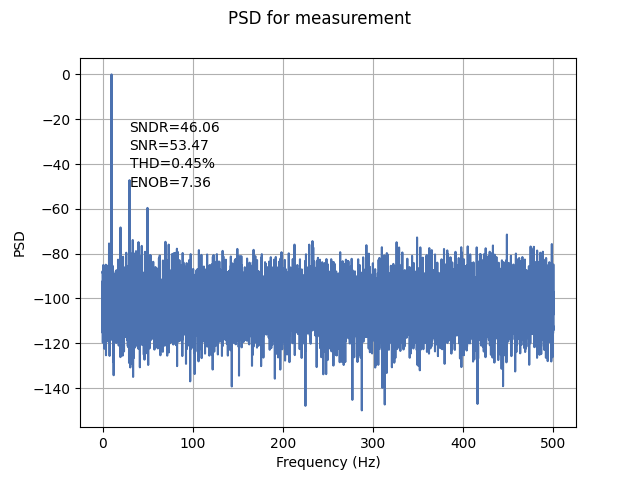 PSD for measurement
0
−20
−40
−60
−80
−100
−120
−140
PSD
SNDR=46.06
SNR=53.47
THD=0.45%
ENOB=7.36
0
100
200
300
400
500
Frequency (Hz)